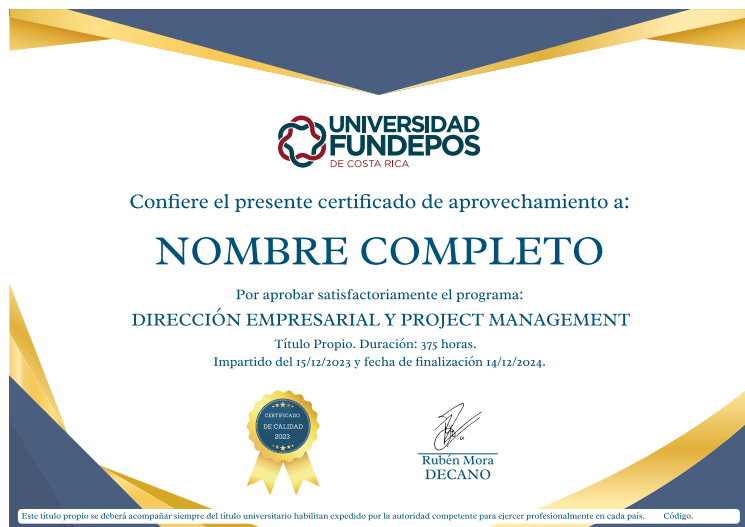 UNIVERSIDAD
FUNDEPOS
DE COSTA RICA
Confiere el presente certificado de aprovechamiento a:
NOMBRE COMPLETO
Por aprobar satisfactoriamente el programa:
DIRECCIÓN EMPRESARIAL Y PROJECT MANAGEMENT
Título Propio. Duración: 375 horas.
Impartido del 15/12/2023 y fecha de finalización 14/12/2024.
CERTIFICADO
DE CALIDAD
2023
Rubén Mora
DECANO
Este título propio se deberá acompañar siempre del título universitario habilitan expedido por la autoridad competente para ejercer profesionalmente en cada país. Código.